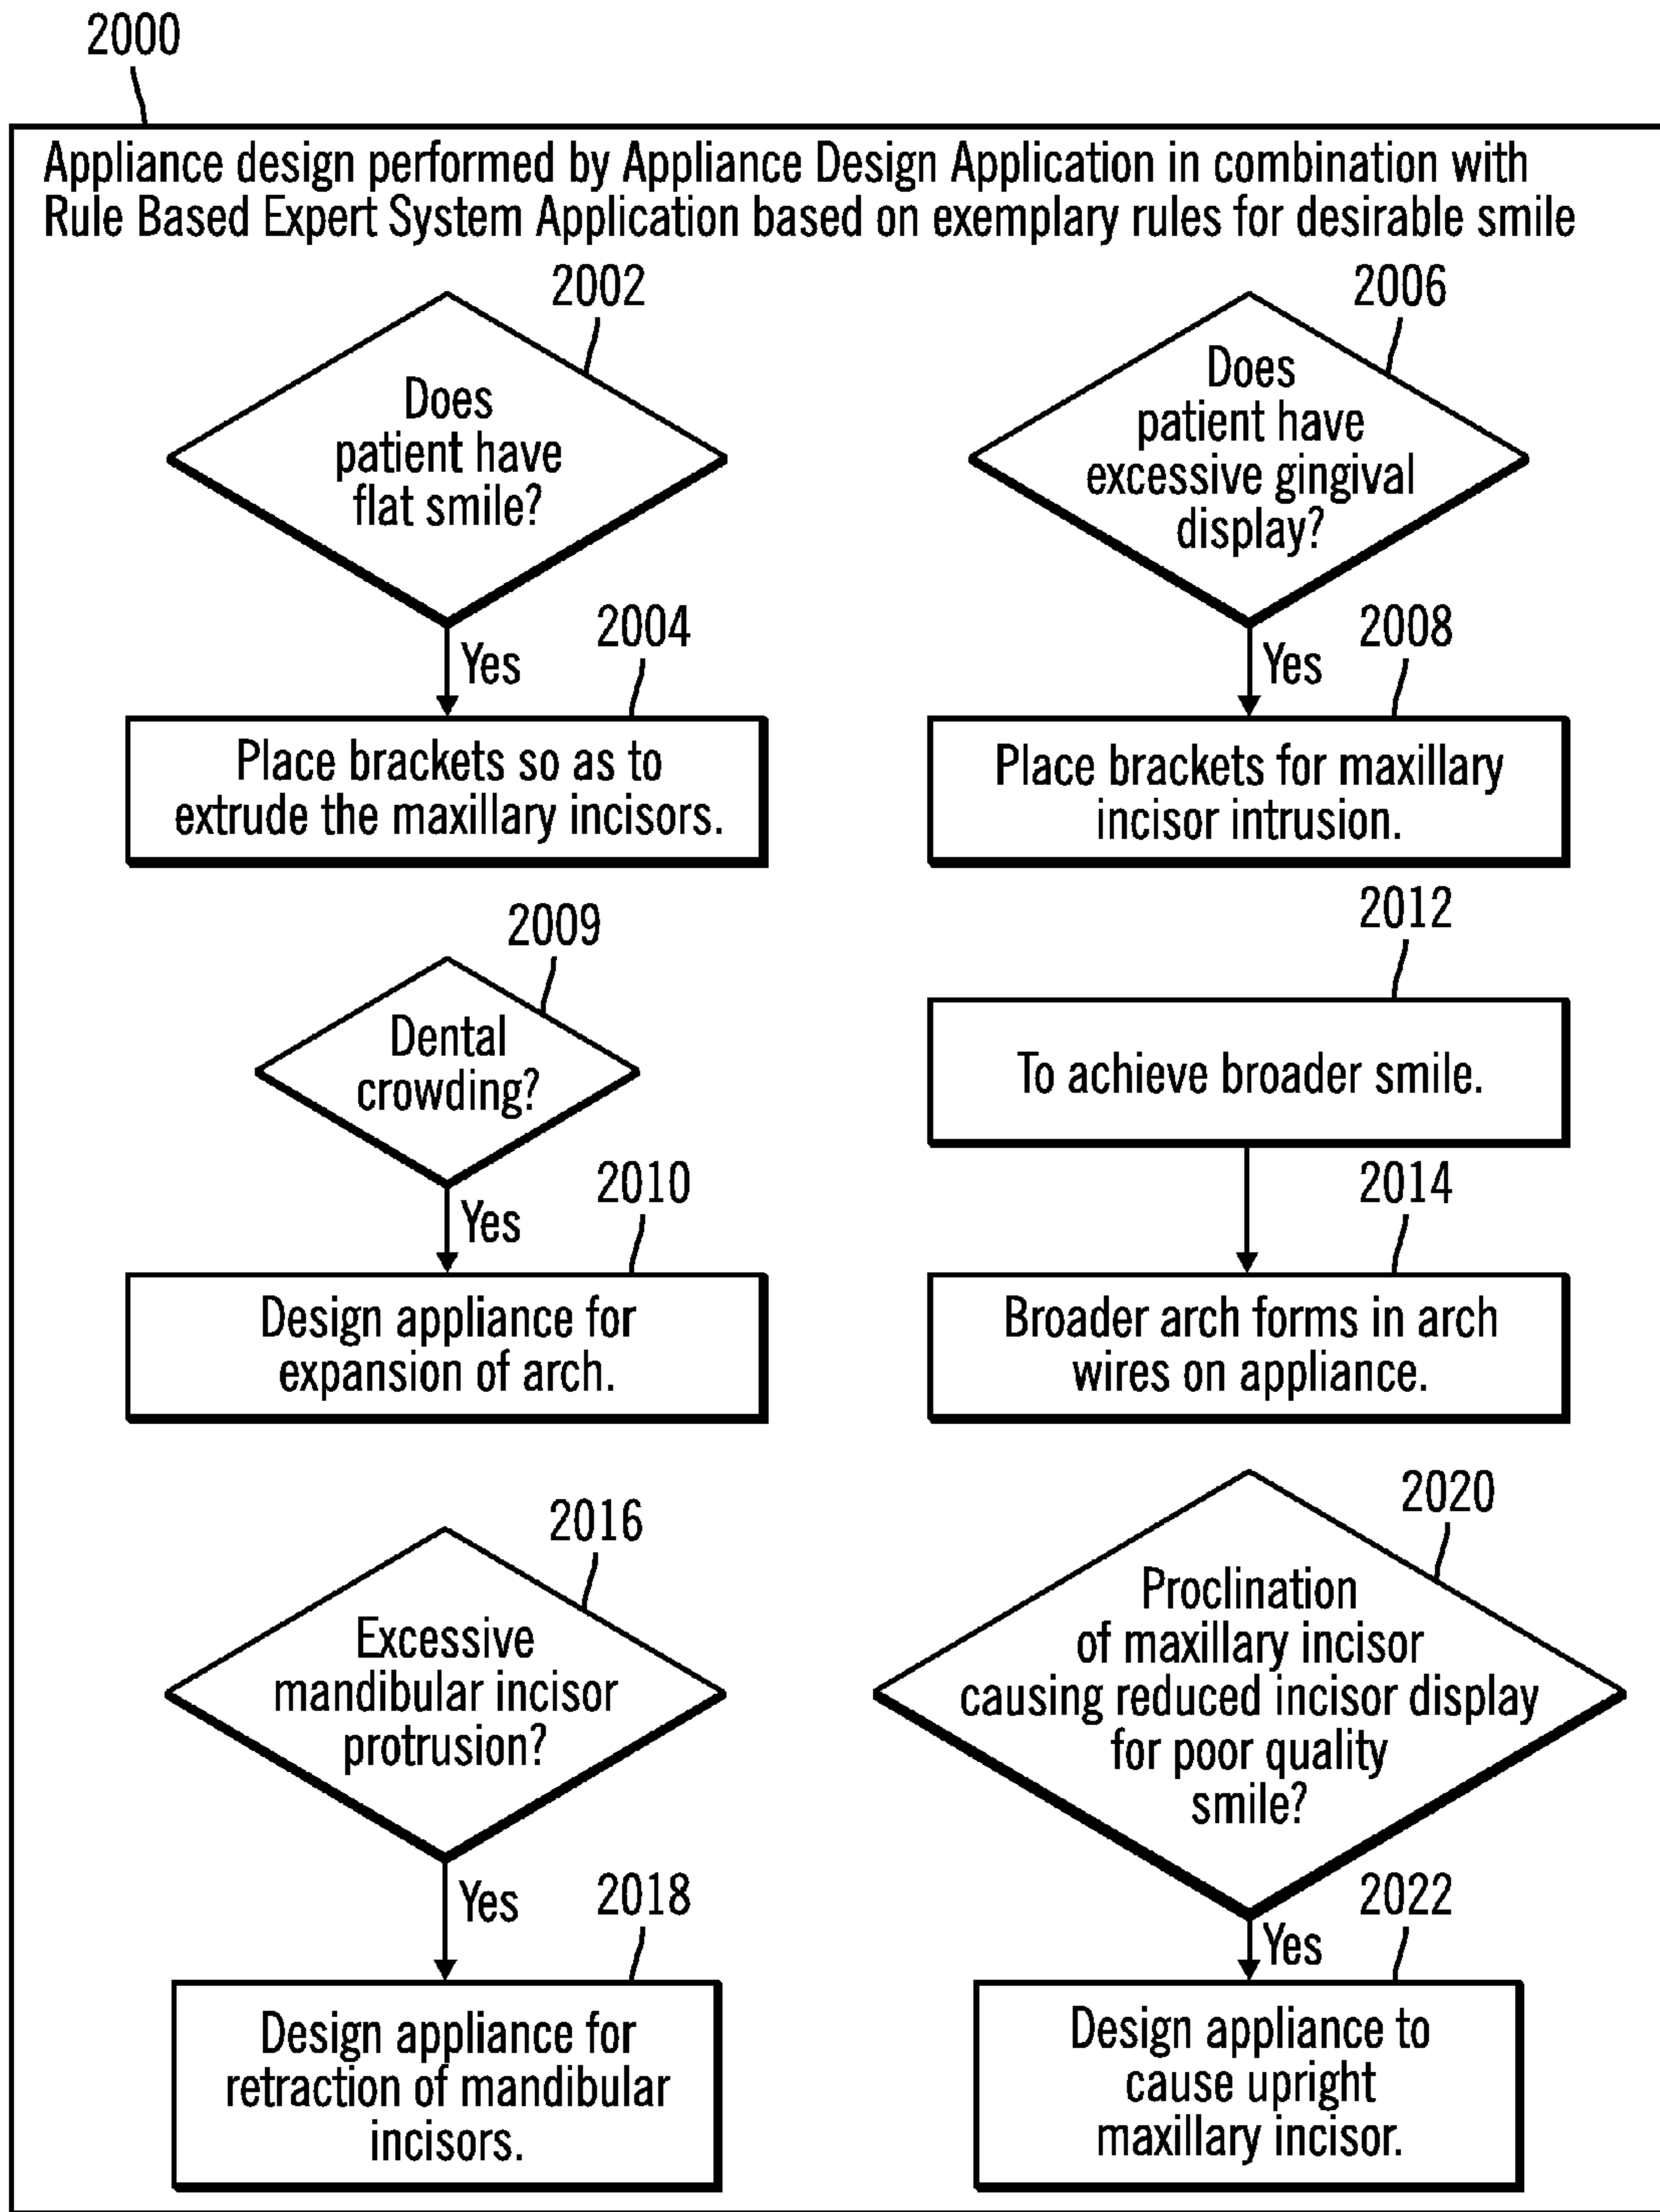 2000
Appliance design performed by Appliance Design Application in combination with
Rule Based Expert System Application based on exemplary rules for desirable smile
2002
Does
patient have
flat smile?
Yes
2004
Place brackets so as to
extrude the maxillary incisors.
2006
Does
patient have
excessive gingival
display?
Yes
2008
Place brackets for maxillary
incisor intrusion.
2009
Dental
crowding?
Yes
2010
Design appliance for
expansion of arch.
2012
To achieve broader smile.
2014
Broader arch forms in arch
wires on appliance.
2016
Excessive
mandibular incisor
protrusion?
Yes
2018
Design appliance for
retraction of mandibular
incisors.
2020
Proclination
of maxillary incisor
causing reduced incisor display
for poor quality
smile?
Yes
2022
Design appliance to
cause upright
maxillary incisor.